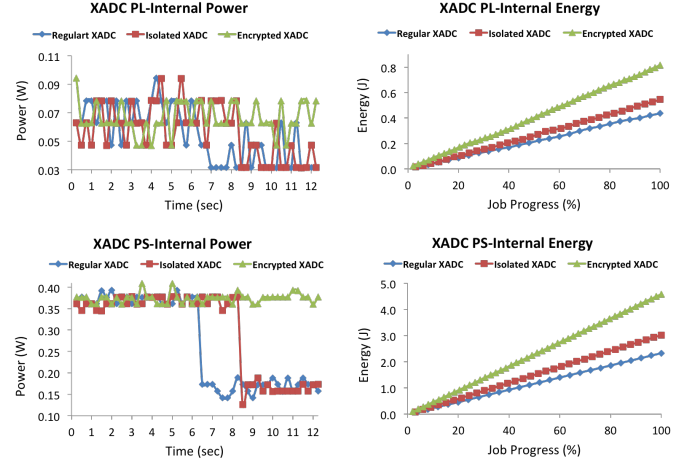 XADC PL-Internal Power
Regulart XADC Isolated XADC Encrypted XADC
0.11
0.09
0.07
0.05
0.03
Power (W)
0 1 2 3 4 5 6 7 8 9 10 11 12
Time (sec)
XADC PL-Internal Energy
Regular XADC Isolated XADC Encrypted XADC
0.8
0.6
0.4
0.2
0.0
Energy (J)
0 20 40 60 80 100
Job Progress (%)
XADC PS-Internal Power
Regular XADC Isolated XADC Encrypted XADC
0.40
0.35
0.30
0.25
0.20
0.15
0.10
Power (W)
0 1 2 3 4 5 6 7 8 9 10 11 12
Time (sec)
XADC PS-Internal Energy
Regular XADC Isolated XADC Encrypted XADC
5.0
4.0
3.0
2.0
1.0
0.0
Energy (J)
0 20 40 60 80 100
Job Progress (%)